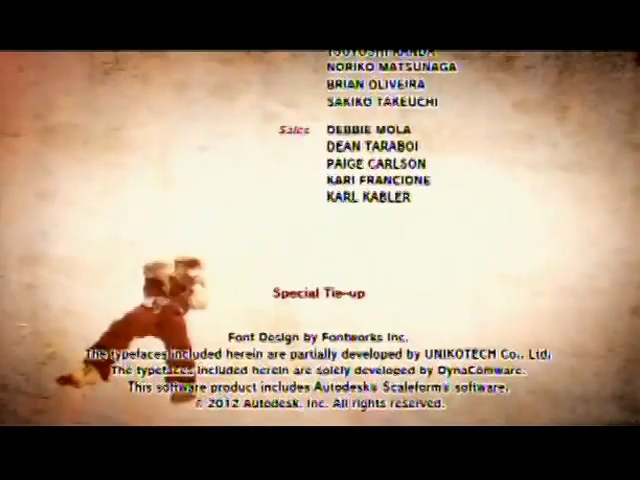 TSUYOSHI KANDA
NORIKO MATSUNAGA
BRIAN OLIVEIRA
SAKIKO TAKEUCHI
Sales DEBBIE MOLA
DEAN TARABOI
PAIGE CARLSON
KARI FRANCIONE
KARL KABLER
Special Tie-up
Font Design by Fontworks Inc.
The typefaces included herein are partially developed by UNIKOTECH Co., Ltd.
The typefaces included herein are solely developed by DynaComware.
This software product includes Autodesk® Scaleform® software,
© 2012 Autodesk, Inc. All rights reserved.